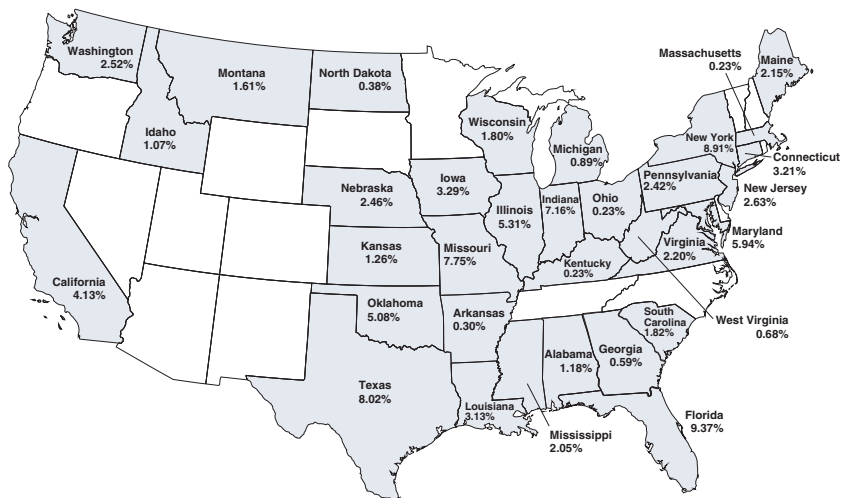 Washington
2.52%
Montana
1.61%
North Dakota
0.38%
Massachusetts
0.23%
Maine
2.15%
Idaho
1.07%
Wisconsin
1.80%
Michigan
0.89%
New York
8.91%
Connecticut
3.21%
Nebraska
2.46%
Iowa
3.29%
Illinois
5.31%
Indiana
7.16%
Ohio
0.23%
Pennsylvania
2.42%
New Jersey
2.63%
Maryland
5.94%
California
4.13%
Kansas
1.26%
Missouri
7.75%
Kentucky
0.23%
Virginia
2.20%
West Virginia
0.68%
Oklahoma
5.08%
Arkansas
0.30%
South
Carolina
1.82%
Texas
8.02%
Louisiana
3.13%
Alabama
1.18%
Georgia
0.59%
Mississippi
2.05%
Florida
9.37%